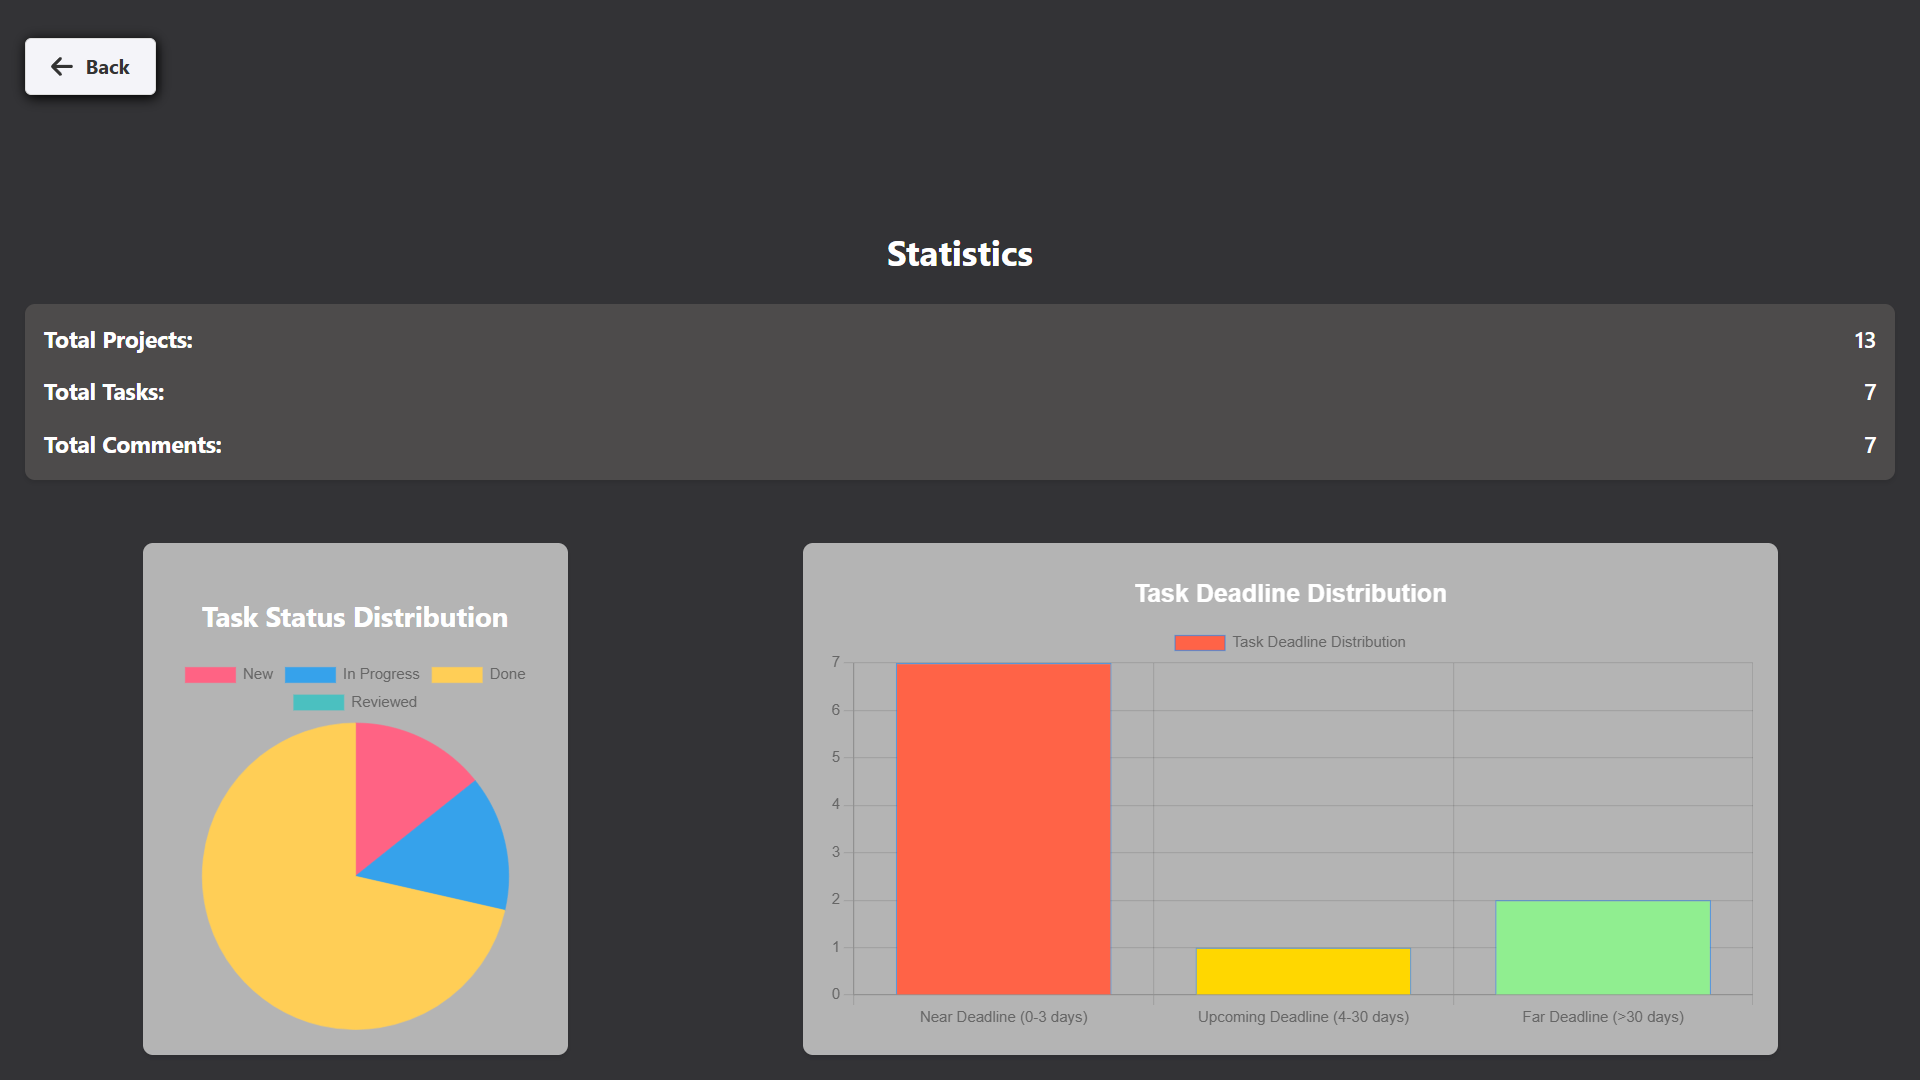 Back
Statistics
Total Projects: 13
Total Tasks: 7
Total Comments: 7
Task Status Distribution
New In Progress Done
Reviewed
Task Deadline Distribution
Task Deadline Distribution
7
6
5
4
3
2
1
0
Near Deadline (0-3 days) Upcoming Deadline (4-30 days) Far Deadline (>30 days)